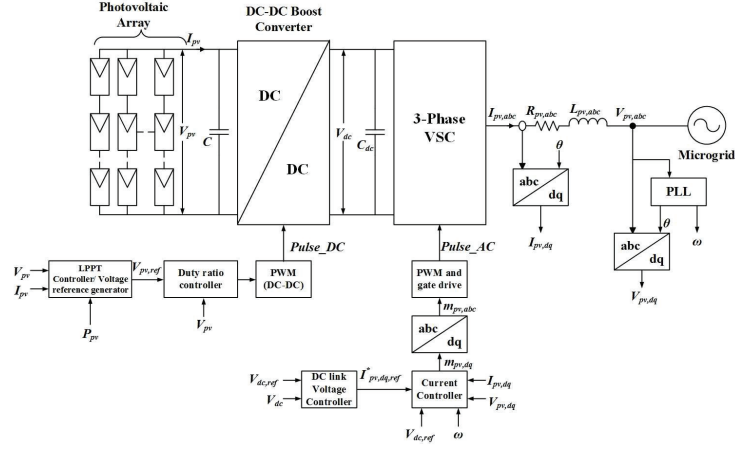 Photovoltaic
Array
I_pv
DC-DC Boost
Converter
V_pv
C
DC
DC
V_dc
C_dc
3-Phase
VSC
I_pv,abc
R_pv,abc
L_pv,abc
V_pv,abc
Microgrid
θ
abc
dq
I_pv,dq
PLL
θ
ω
abc
dq
V_pv,dq
Pulse_DC
Pulse_AC
V_pv
I_pv
LPPT
Controller/ Voltage
reference generator
P_pv
V_pv,ref
Duty ratio
controller
V_pv
PWM
(DC-DC)
PWM and
gate drive
m_pv,abc
abc
dq
m_pv,dq
V_dc,ref
V_dc
DC link
Voltage
Controller
I*_pv,dq,ref
Current
Controller
I_pv,dq
V_pv,dq
V_dc,ref
ω